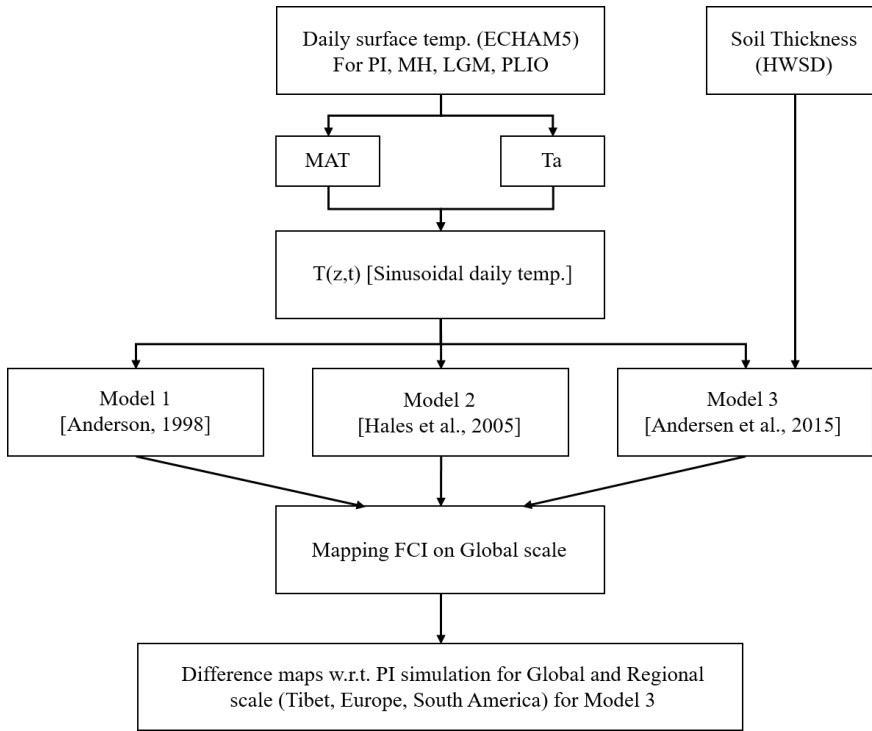 Daily surface temp. (ECHAM5)
For PI, MH, LGM, PLIO
Soil Thickness
(HWSD)
MAT
Ta
T(z,t) [Sinusoidal daily temp.]
Model 1
[Anderson, 1998]
Model 2
[Hales et al., 2005]
Model 3
[Andersen et al., 2015]
Mapping FCI on Global scale
Difference maps w.r.t. PI simulation for Global and Regional
scale (Tibet, Europe, South America) for Model 3